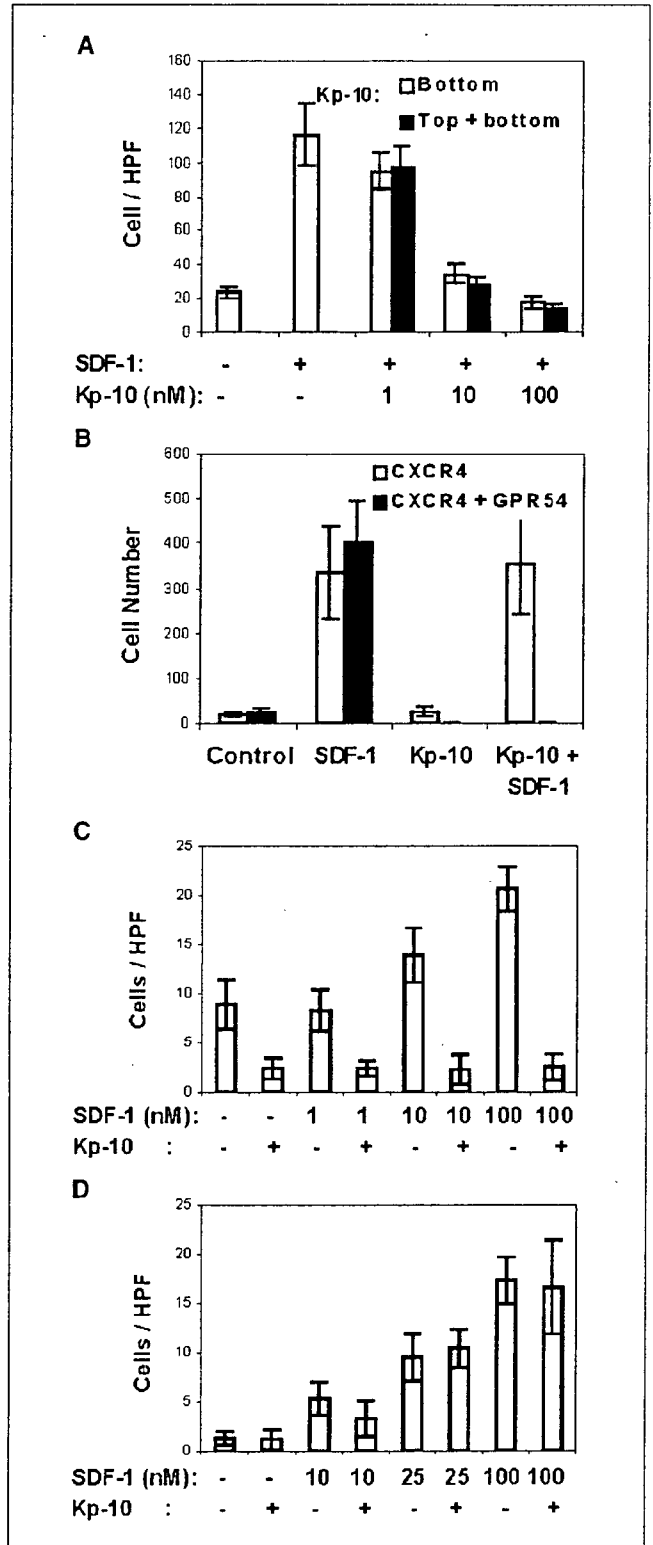 A
160
140
120
100
80
60
40
20
0
Cell / HPF
Kp-10: Bottom
Top + bottom
SDF-1: - + + + +
Kp-10 (nM): - - 1 10 100
B
600
500
400
300
200
100
0
Cell Number
CXCR4
CXCR4 + GPR54
Control SDF-1 Kp-10 Kp-10 +
SDF-1
C
25
20
15
10
5
0
Cells / HPF
SDF-1 (nM): - - 1 1 10 10 100 100
Kp-10 : - + - + - + - +
D
25
20
15
10
5
0
Cells / HPF
SDF-1 (nM): - - 10 10 25 25 100 100
Kp-10 : - + - + - + - +